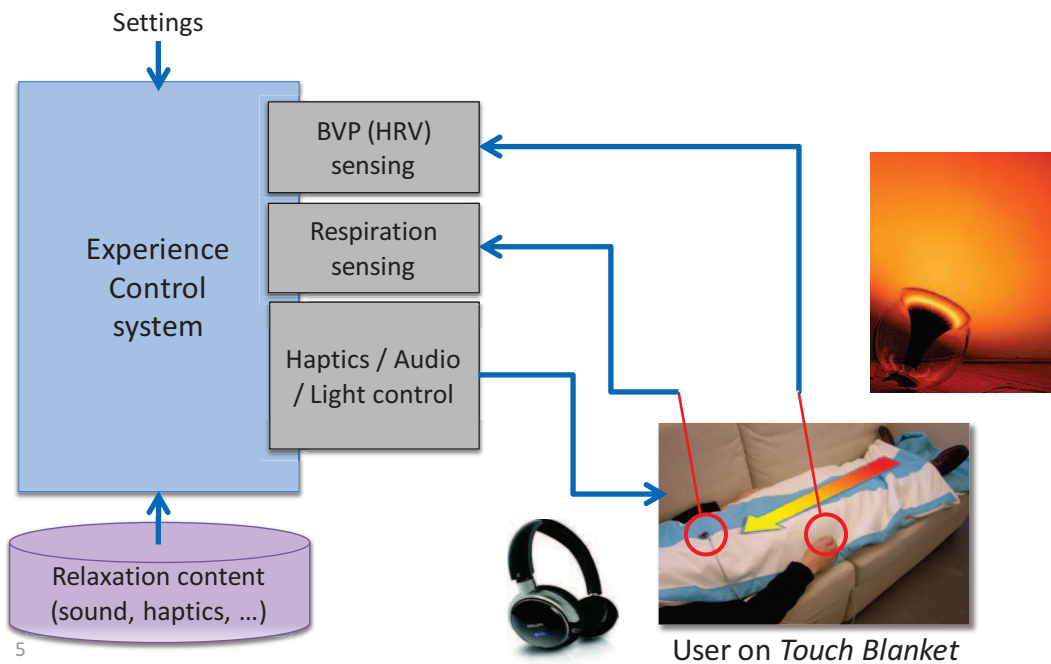 Settings
BVP (HRV)
sensing
Respiration
sensing
Experience
Control
system
Haptics / Audio
/ Light control
Relaxation content
(sound, haptics, ...)
User on Touch Blanket
5